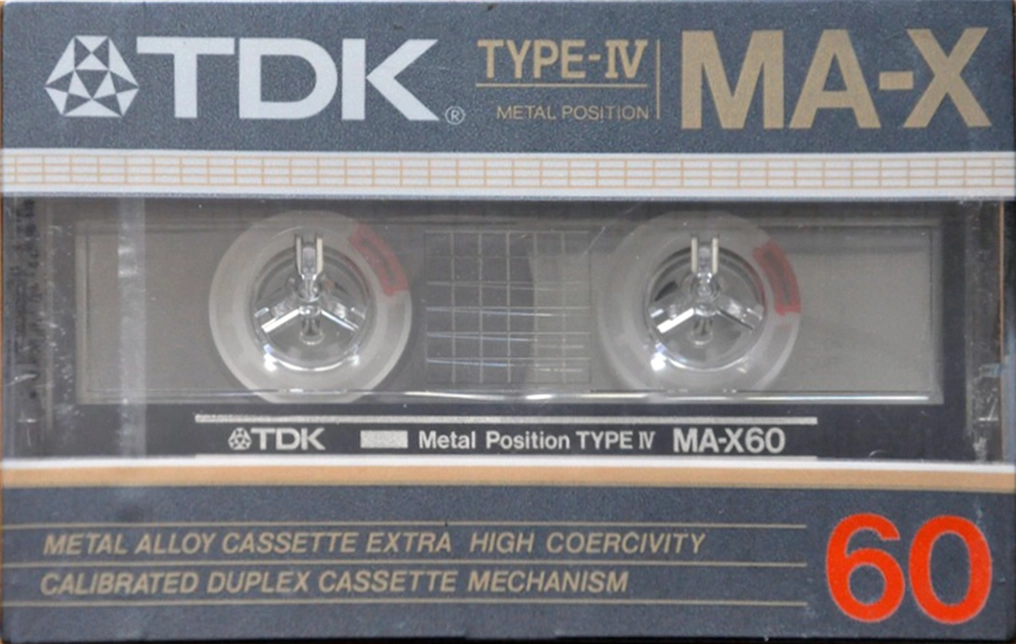 TDK® TYPE-IV MA-X
METAL POSITION
TDK Metal Position TYPE IV MA-X60
METAL ALLOY CASSETTE EXTRA HIGH COERCIVITY
CALIBRATED DUPLEX CASSETTE MECHANISM
60